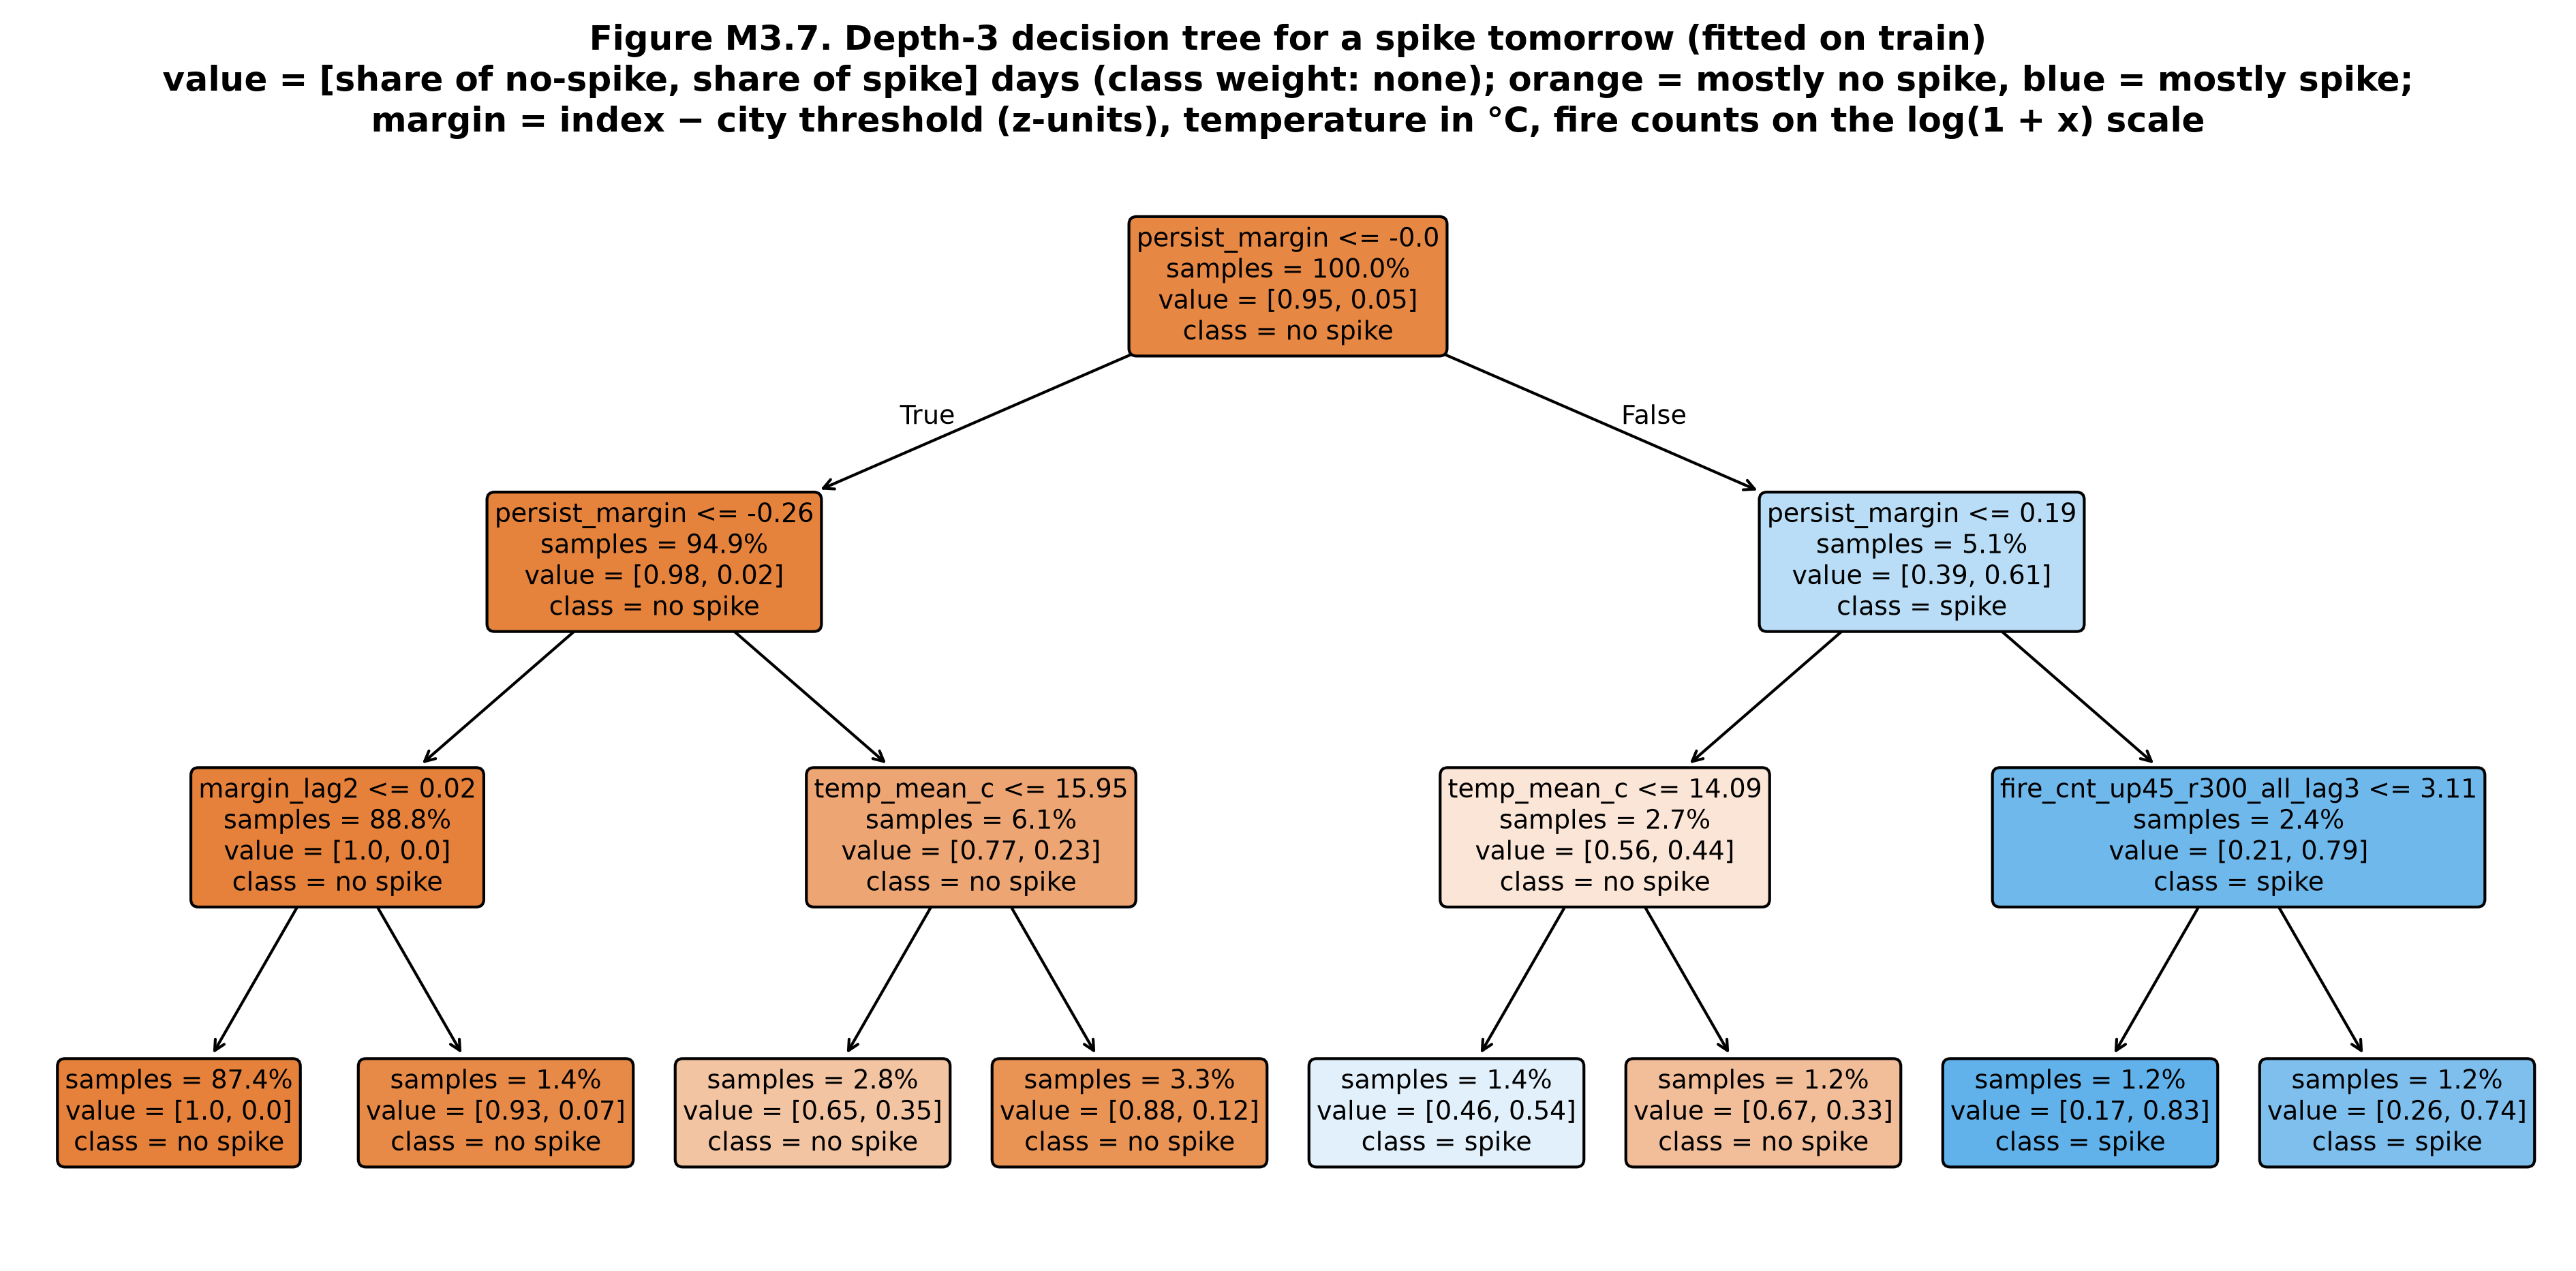 Figure M3.7. Depth-3 decision tree for a spike tomorrow (fitted on train)
value = [share of no-spike, share of spike] days (class weight: none); orange = mostly no spike, blue = mostly spike;
margin = index − city threshold (z-units), temperature in °C, fire counts on the log(1 + x) scale
persist_margin <= -0.0
samples = 100.0%
value = [0.95, 0.05]
class = no spike
True
False
persist_margin <= -0.26
samples = 94.9%
value = [0.98, 0.02]
class = no spike
persist_margin <= 0.19
samples = 5.1%
value = [0.39, 0.61]
class = spike
margin_lag2 <= 0.02
samples = 88.8%
value = [1.0, 0.0]
class = no spike
temp_mean_c <= 15.95
samples = 6.1%
value = [0.77, 0.23]
class = no spike
temp_mean_c <= 14.09
samples = 2.7%
value = [0.56, 0.44]
class = no spike
fire_cnt_up45_r300_all_lag3 <= 3.11
samples = 2.4%
value = [0.21, 0.79]
class = spike
samples = 87.4%
value = [1.0, 0.0]
class = no spike
samples = 1.4%
value = [0.93, 0.07]
class = no spike
samples = 2.8%
value = [0.65, 0.35]
class = no spike
samples = 3.3%
value = [0.88, 0.12]
class = no spike
samples = 1.4%
value = [0.46, 0.54]
class = spike
samples = 1.2%
value = [0.67, 0.33]
class = no spike
samples = 1.2%
value = [0.17, 0.83]
class = spike
samples = 1.2%
value = [0.26, 0.74]
class = spike